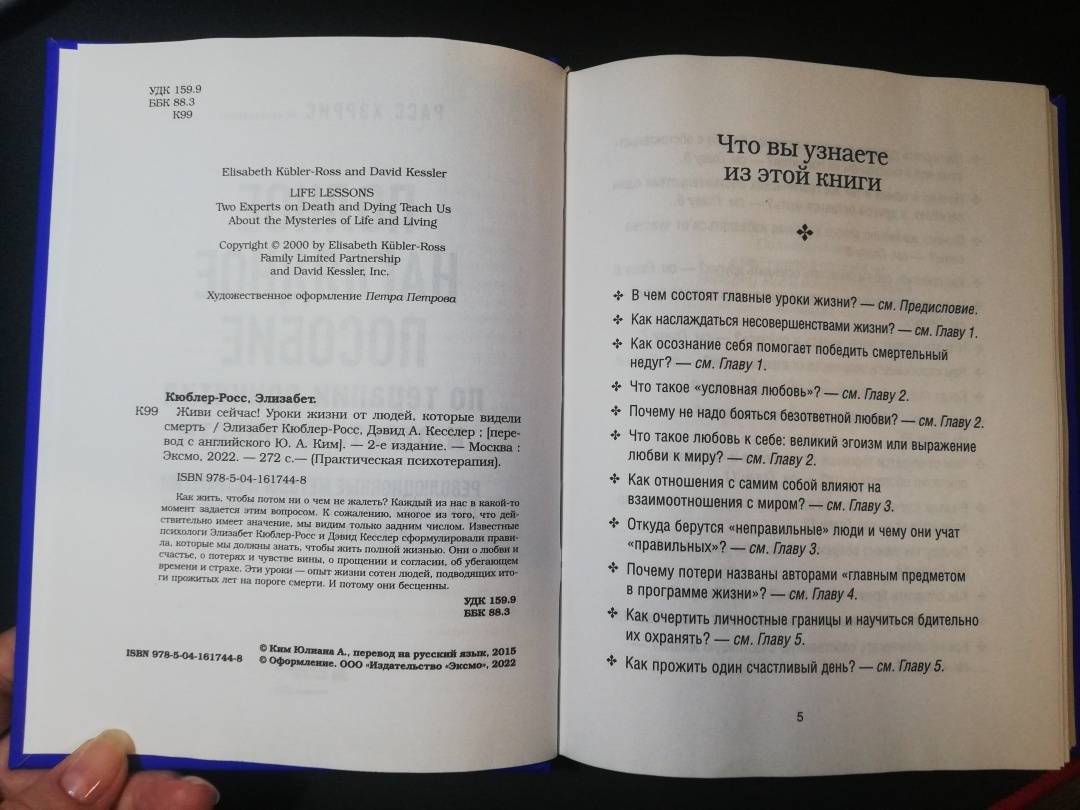 УДК 159.9
ББК 88.3
К99
Elisabeth Kübler-Ross and David Kessler
LIFE LESSONS
Two Experts on Death and Dying Teach Us
About the Mysteries of Life and Living
Copyright © 2000 by Elisabeth Kübler-Ross
Family Limited Partnership
and David Kessler, Inc.
Художественное оформление Петра Петрова
Кюблер-Росс, Элизабет.
К99 Живи сейчас! Уроки жизни от людей, которые видели
смерть / Элизабет Кюблер-Росс, Дэвид А. Кесслер ; [пере-
вод с английского Ю. А. Ким]. — 2-е издание. — Москва :
Эксмо, 2022. — 272 с.— (Практическая психотерапия).
ISBN 978-5-04-161744-8
Как жить, чтобы потом ни о чем не жалеть? Каждый из нас в какой-то
момент задается этим вопросом. К сожалению, многое из того, что дей-
ствительно имеет значение, мы видим только задним числом. Известные
психологи Элизабет Кюблер-Росс и Дэвид Кесслер сформулировали прави-
ла, которые мы должны знать, чтобы жить полной жизнью. Они о любви и
счастье, о потерях и чувстве вины, о прощении и согласии, об убегающем
времени и страхе. Эти уроки — опыт жизни сотен людей, подводящих ито-
ги прожитых лет на пороге смерти. И потому они бесценны.
УДК 159.9
ББК 88.3
© Ким Юлиана А., перевод на русский язык, 2015
ISBN 978-5-04-161744-8 © Оформление. ООО «Издательство «Эксмо», 2022
Что вы узнаете
из этой книги
В чем состоят главные уроки жизни? — см. Предисловие.
Как наслаждаться несовершенствами жизни? — см. Главу 1.
Как осознание себя помогает победить смертельный
недуг? — см. Главу 1.
Что такое «условная любовь»? — см. Главу 2.
Почему не надо бояться безответной любви? — см. Главу 2.
Что такое любовь к себе: великий эгоизм или выражение
любви к миру? — см. Главу 2.
Как отношения с самим собой влияют на
взаимоотношения с миром? — см. Главу 3.
Откуда берутся «неправильные» люди и чему они учат
«правильных»? — см. Главу 3.
Почему потери названы авторами «главным предметом
в программе жизни»? — см. Главу 4.
Как очертить личностные границы и научиться бдительно
их охранять? — см. Главу 5.
Как прожить один счастливый день? — см. Главу 5.
5